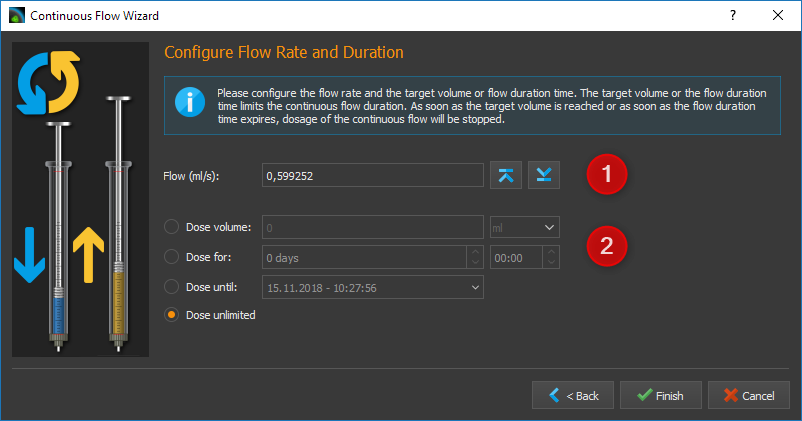 Continuous Flow Wizard
?
Configure Flow Rate and Duration
Please configure the flow rate and the target volume or flow duration time. The target volume or the flow duration
time limits the continuous flow duration. As soon as the target volume is reached or as soon as the flow duration
time expires, dosage of the continuous flow will be stopped.
Flow (ml/s): 0,599252 1
Dose volume: 0 ml
2
Dose for: 0 days 00:00
Dose until: 15.11.2018 - 10:27:56
Dose unlimited
< Back Finish Cancel